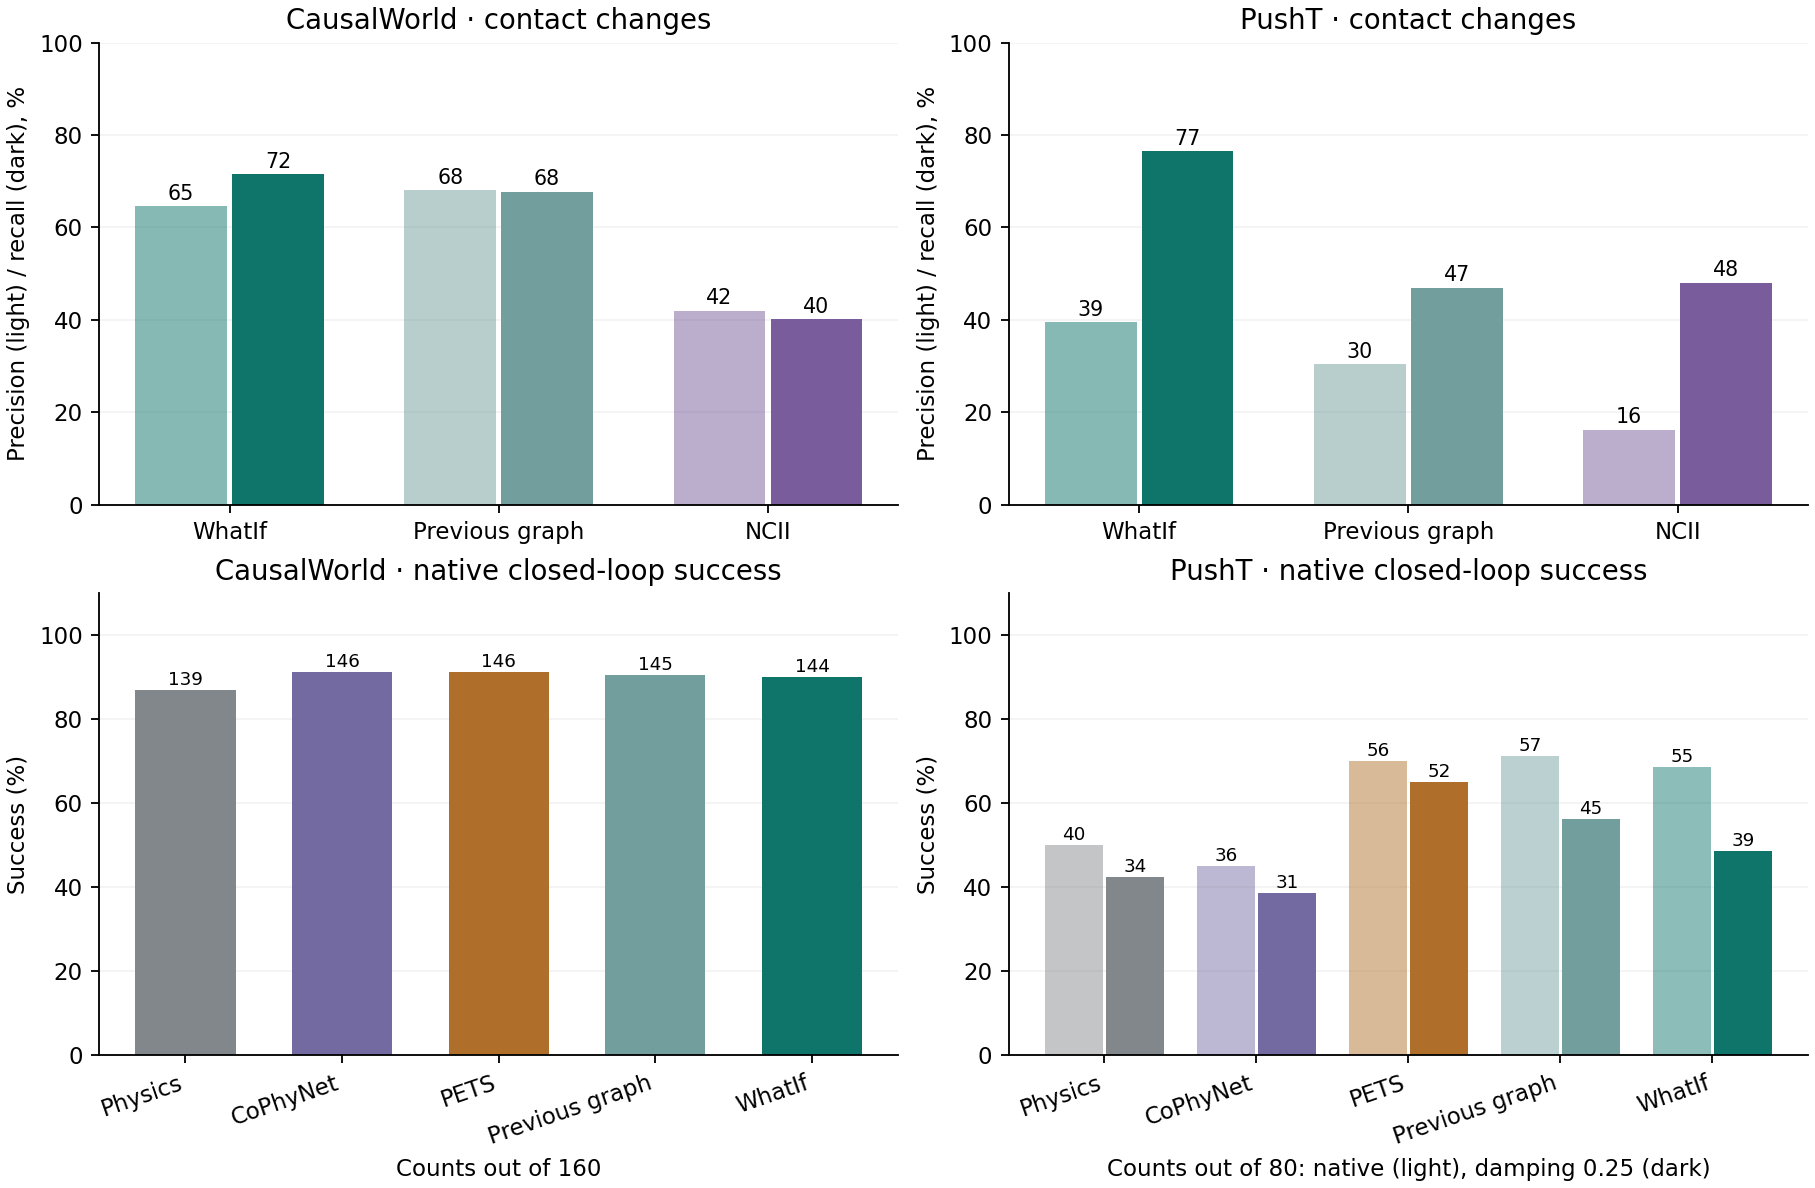 CausalWorld · contact changes
Precision (light) / recall (dark), %
100
80
60
40
20
0
65
72
68
68
42
40
WhatIf
Previous graph
NCII
PushT · contact changes
Precision (light) / recall (dark), %
100
80
60
40
20
0
39
77
30
47
16
48
WhatIf
Previous graph
NCII
CausalWorld · native closed-loop success
Success (%)
100
80
60
40
20
0
139
146
146
145
144
Physics
CoPhyNet
PETS
Previous graph
WhatIf
Counts out of 160
PushT · native closed-loop success
Success (%)
100
80
60
40
20
0
40
34
36
31
56
52
57
45
55
39
Physics
CoPhyNet
PETS
Previous graph
WhatIf
Counts out of 80: native (light), damping 0.25 (dark)